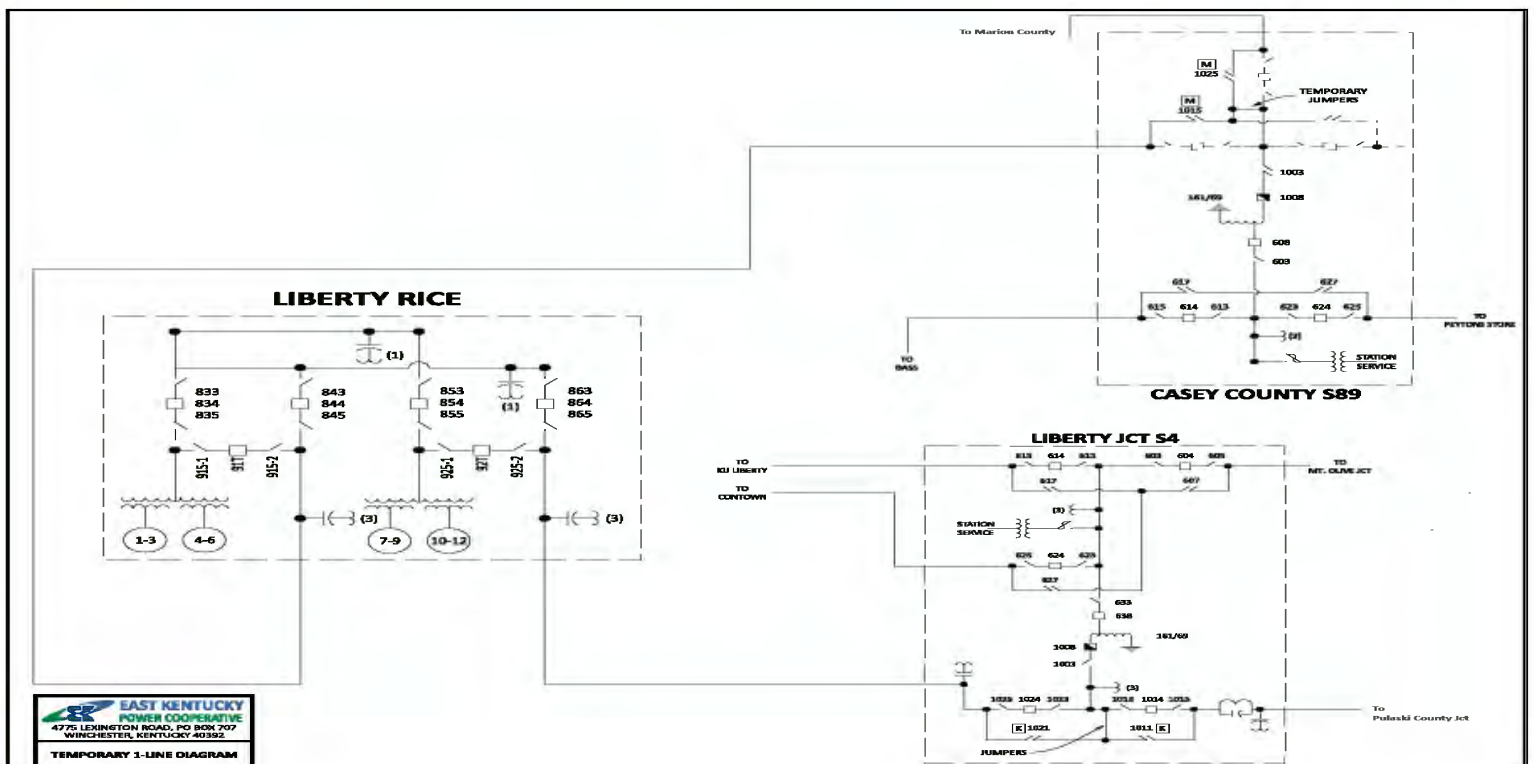 To Marion County
M
1025
TEMPORARY
JUMPERS
M
1015
1003
161/69
1008
608
603
617
627
615
614
613
623
624
625
TO
BASS
TO
PEYTONS STORE
(2)
STATION
SERVICE
CASEY COUNTY S89
LIBERTY RICE
(1)
833
834
835
843
844
845
853
854
855
(1)
863
864
865
915-1
91T
915-2
925-1
92T
925-2
(3)
(3)
1-3
4-6
7-9
10-12
LIBERTY JCT S4
TO
KU LIBERTY
TO
CONTOWN
614
603
604
605
TO
MT. OLIVE JCT
617
607
(3)
STATION
SERVICE
625
624
623
627
633
638
161/69
1008
1003
(3)
1025
1024
1023
1014
1015
To
Pulaski County Jct
K
1021
1011
K
JUMPERS
EAST KENTUCKY
POWER COOPERATIVE
4775 LEXINGTON ROAD, PO BOX 707
WINCHESTER, KENTUCKY 40392
TEMPORARY 1-LINE DIAGRAM